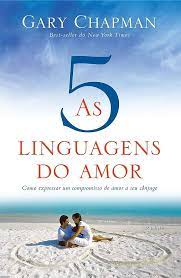 GARY CHAPMAN
Best-seller do New York Times
AS
5
LINGUAGENS
DO AMOR
Como expressar um compromisso de amor a seu cônjuge